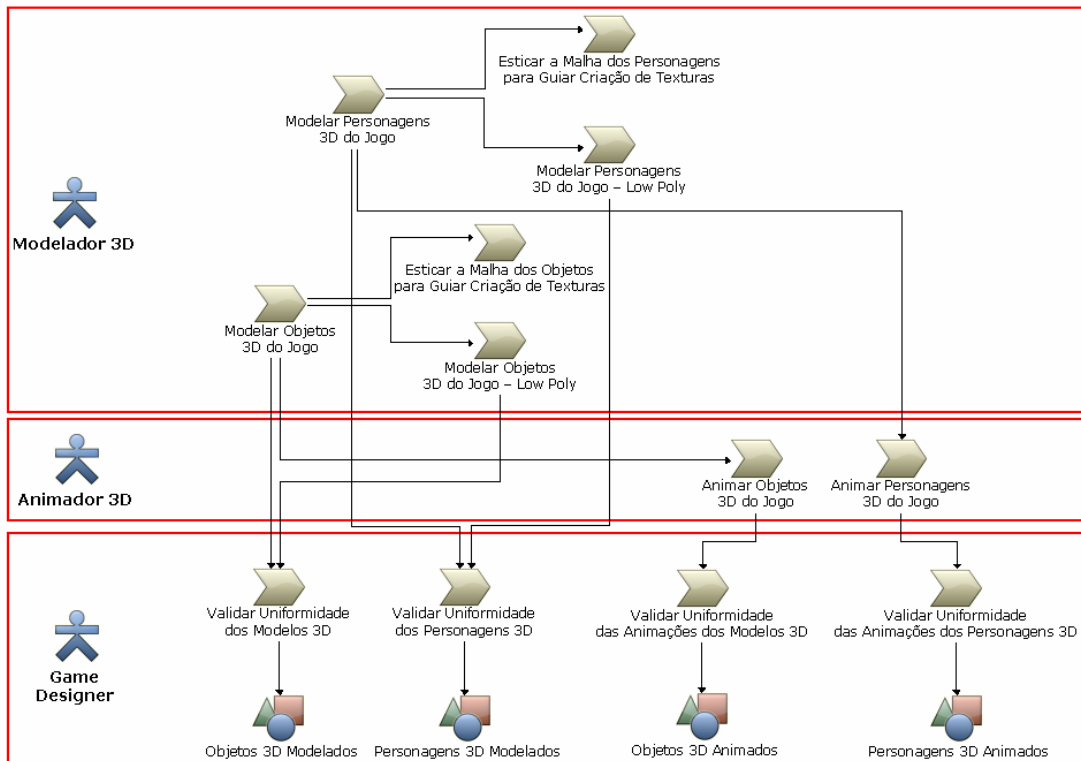 Esticar a Malha dos Personagens
para Guiar Criação de Texturas
Modelar Personagens
3D do Jogo
Modelar Personagens
3D do Jogo – Low Poly
Modelador 3D
Esticar a Malha dos Objetos
para Guiar Criação de Texturas
Modelar Objetos
3D do Jogo
Modelar Objetos
3D do Jogo – Low Poly
Animador 3D
Animar Objetos
3D do Jogo
Animar Personagens
3D do Jogo
Game
Designer
Validar Uniformidade
dos Modelos 3D
Validar Uniformidade
dos Personagens 3D
Validar Uniformidade
das Animações dos Modelos 3D
Validar Uniformidade
das Animações dos Personagens 3D
Objetos 3D Modelados
Personagens 3D Modelados
Objetos 3D Animados
Personagens 3D Animados